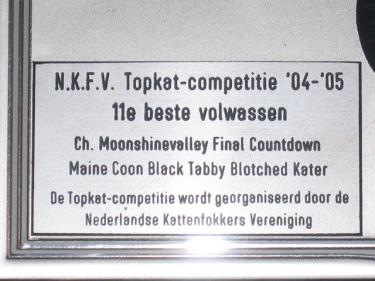 N.K.F.V. Topkat-competitie '04-'05
11e beste volwassen
Ch. Moonshinevalley Final Countdown
Maine Coon Black Tabby Blotched Kater
De Topkat-competitie wordt georganiseerd door de
Nederlandse Kattenfokkers Vereniging